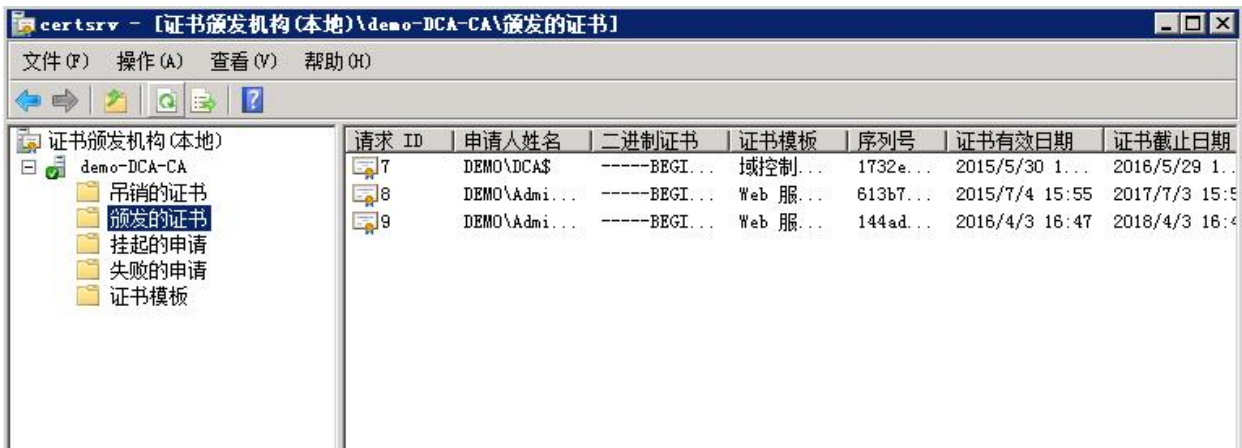 certsrv - [证书颁发机构(本地)\demo-DCA-CA\颁发的证书]
文件(F) 操作(A) 查看(V) 帮助(H)
证书颁发机构(本地)
demo-DCA-CA
吊销的证书
颁发的证书
挂起的申请
失败的申请
证书模板
请求 ID 申请人姓名 二进制证书 证书模板 序列号 证书有效日期 证书截止日期
7 DEMO\DCA$ -----BEGI... 域控制... 1732e... 2015/5/30 1... 2016/5/29 1...
8 DEMO\Admi... -----BEGI... Web 服... 613b7... 2015/7/4 15:55 2017/7/3 15:5
9 DEMO\Admi... -----BEGI... Web 服... 144ad... 2016/4/3 16:47 2018/4/3 16:4